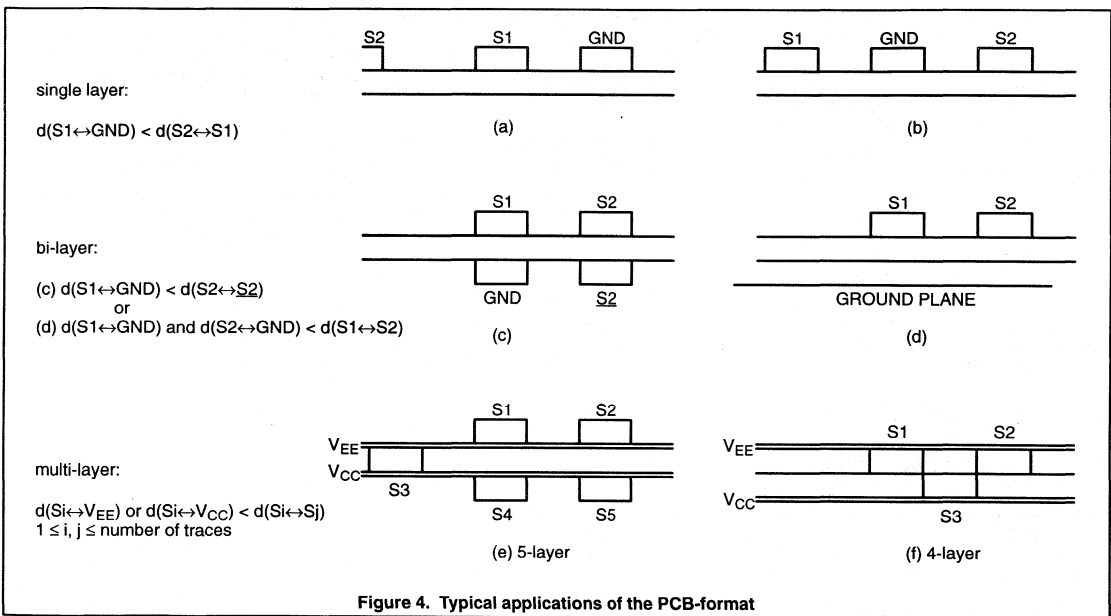 S2 S1 GND
S1 GND S2
single layer:
d(S1↔GND) < d(S2↔S1)
(a)
(b)
S1 S2
S1 S2
bi-layer:
(c) d(S1↔GND) < d(S2↔S2)
or
(d) d(S1↔GND) and d(S2↔GND) < d(S1↔S2)
GND S2
GROUND PLANE
(c)
(d)
S1 S2
S1 S2
VEE
VCC
VEE
VCC
multi-layer:
S3
S4 S5
S3
d(Si↔VEE) or d(Si↔VCC) < d(Si↔Sj)
1 ≤ i, j ≤ number of traces
(e) 5-layer
(f) 4-layer
Figure 4. Typical applications of the PCB-format